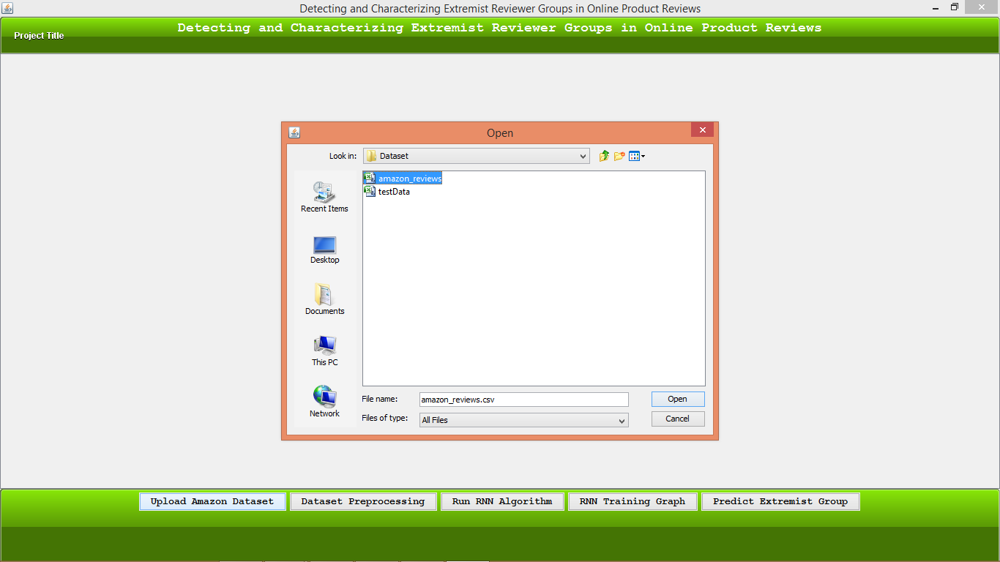 Detecting and Characterizing Extremist Reviewer Groups in Online Product Reviews
Project Title
Detecting and Characterizing Extremist Reviewer Groups in Online Product Reviews
Open
Look in:
Dataset
amazon_reviews
testData
Recent Items
Desktop
Documents
This PC
Network
File name:
amazon_reviews.csv
Open
Files of type:
All Files
Cancel
Upload Amazon Dataset
Dataset Preprocessing
Run RNN Algorithm
RNN Training Graph
Predict Extremist Group